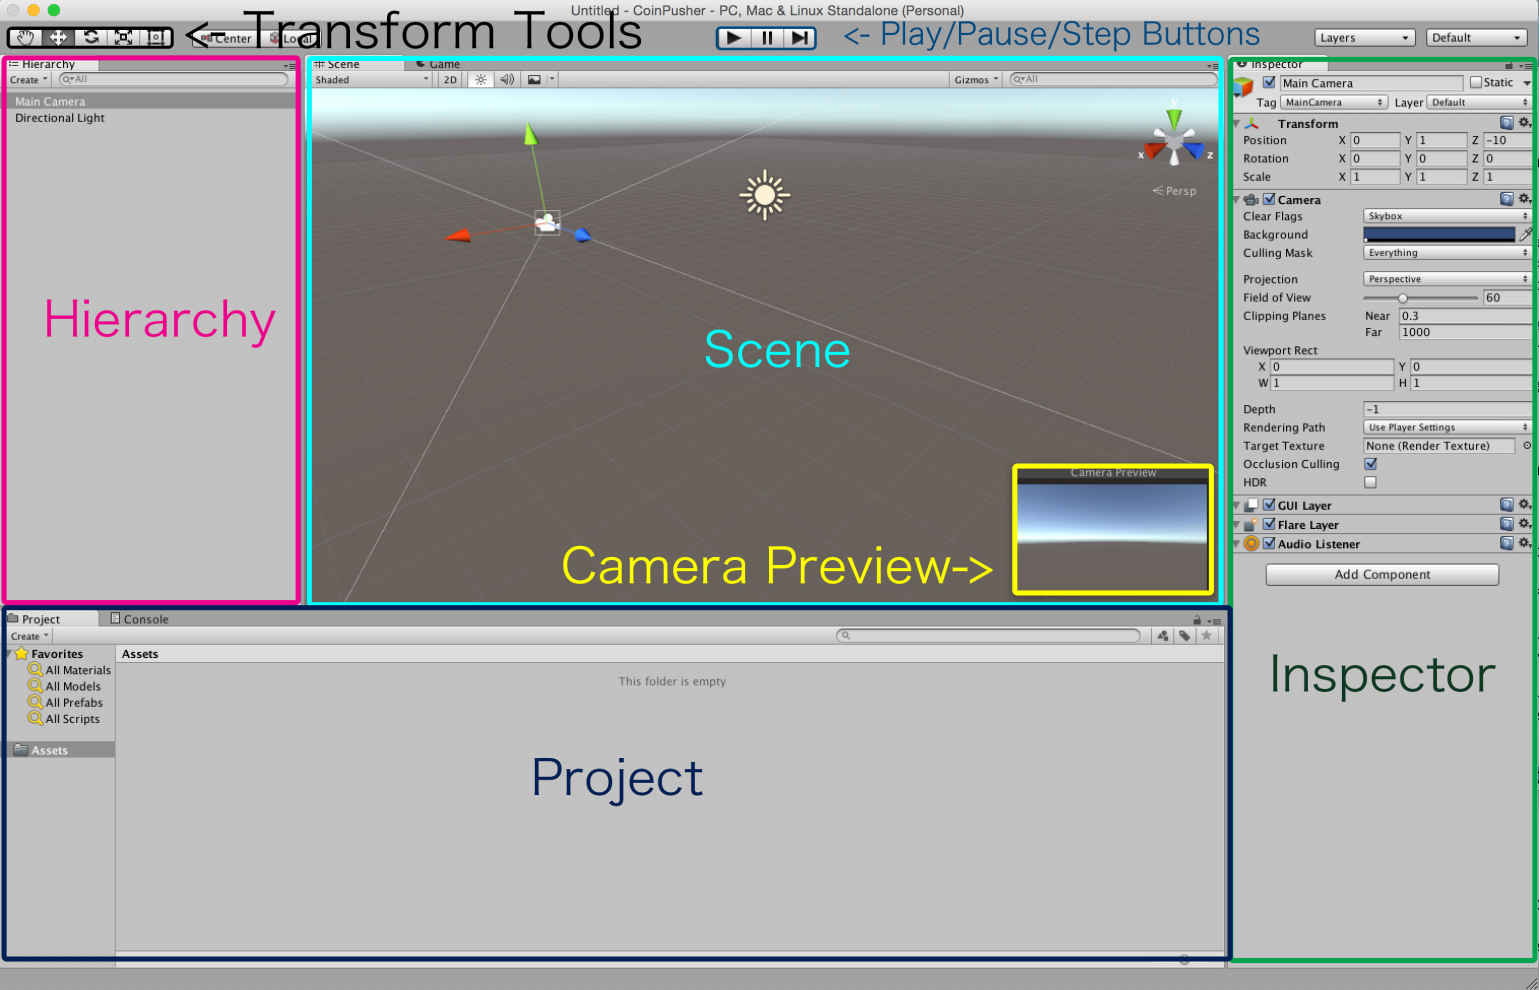 Untitled - CoinPusher - PC, Mac & Linux Standalone (Personal)
<- Transform Tools
Center
Local
<- Play/Pause/Step Buttons
Layers
Default
Hierarchy
Create
All
Main Camera
Directional Light
Hierarchy
Scene
Game
Shaded
2D
Gizmos
All
x
z
Persp
Scene
Camera Preview->
Camera Preview
Inspector
Main Camera
Static
Tag MainCamera Layer Default
Transform
Position X 0 Y 1 Z -10
Rotation X 0 Y 0 Z 0
Scale X 1 Y 1 Z 1
Camera
Clear Flags Skybox
Background
Culling Mask Everything
Projection Perspective
Field of View 60
Clipping Planes Near 0.3
Far 1000
Viewport Rect
X 0 Y 0
W 1 H 1
Depth -1
Rendering Path Use Player Settings
Target Texture None (Render Texture)
Occlusion Culling
HDR
GUI Layer
Flare Layer
Audio Listener
Add Component
Inspector
Project
Console
Create
Favorites
All Materials
All Models
All Prefabs
All Scripts
Assets
Assets
This folder is empty
Project